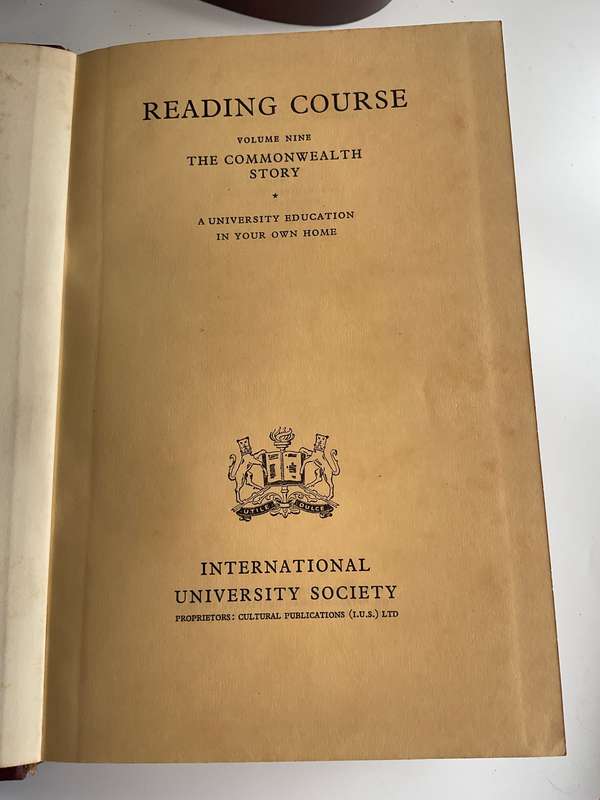 READING COURSE
VOLUME NINE
THE COMMONWEALTH
STORY
A UNIVERSITY EDUCATION
IN YOUR OWN HOME
UTILE DULCE
INTERNATIONAL
UNIVERSITY SOCIETY
PROPRIETORS: CULTURAL PUBLICATIONS (I.U.S.) LTD